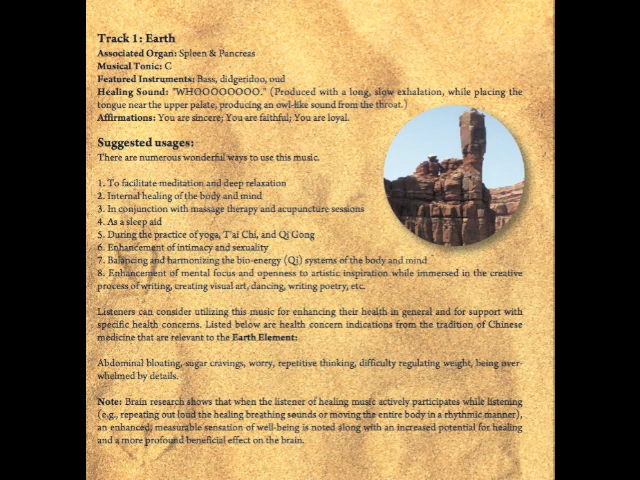 Track 1: Earth
Associated Organ: Spleen & Pancreas
Musical Tonic: C
Featured Instruments: Bass, didgeridoo, oud
Healing Sound: "WHOOOOOOOO." (Produced with a long, slow exhalation, while placing the
tongue near the upper palate, producing an owl-like sound from the throat.)
Affirmations: You are sincere; You are faithful; You are loyal.
Suggested usages:
There are numerous wonderful ways to use this music.
1. To facilitate meditation and deep relaxation
2. Internal healing of the body and mind
3. In conjunction with massage therapy and acupuncture sessions
4. As a sleep aid
5. During the practice of yoga, T'ai Chi, and Qi Gong
6. Enhancement of intimacy and sexuality
7. Balancing and harmonizing the bio-energy (Qi) systems of the body and mind
8. Enhancement of mental focus and openness to artistic inspiration while immersed in the creative
process of writing, creating visual art, dancing, writing poetry, etc.
Listeners can consider utilizing this music for enhancing their health in general and for support with
specific health concerns. Listed below are health concern indications from the tradition of Chinese
medicine that are relevant to the Earth Element:
Abdominal bloating, sugar cravings, worry, repetitive thinking, difficulty regulating weight, being over-
whelmed by details.
Note: Brain research shows that when the listener of healing music actively participates while listening
(e.g., repeating out loud the healing breathing sounds or moving the entire body in a rhythmic manner),
an enhanced, measurable sensation of well-being is noted along with an increased potential for healing
and a more profound beneficial effect on the brain.